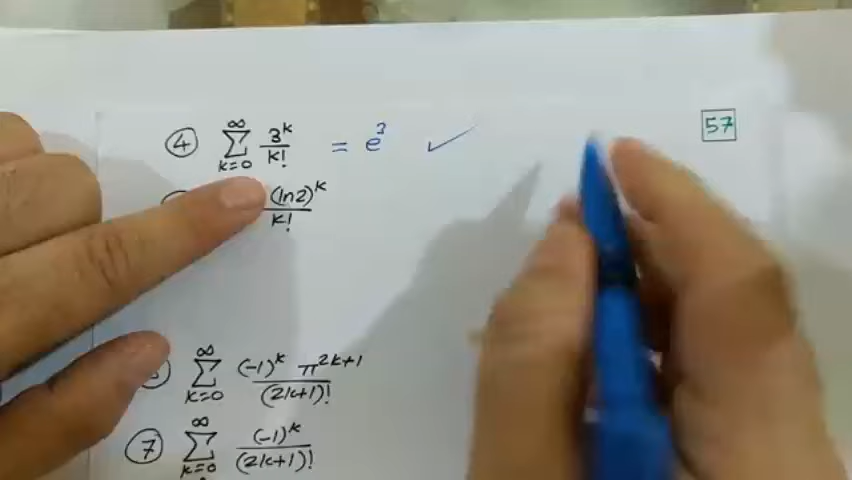 ④ ∞∑k=0 3^k/k! = e^3 ✓
57
(ln2)^k/k!
∞∑k=0 (-1)^k π^{2k+1}/(2k+1)!
⑦ ∞∑k=0 (-1)^k/(2k+1)!